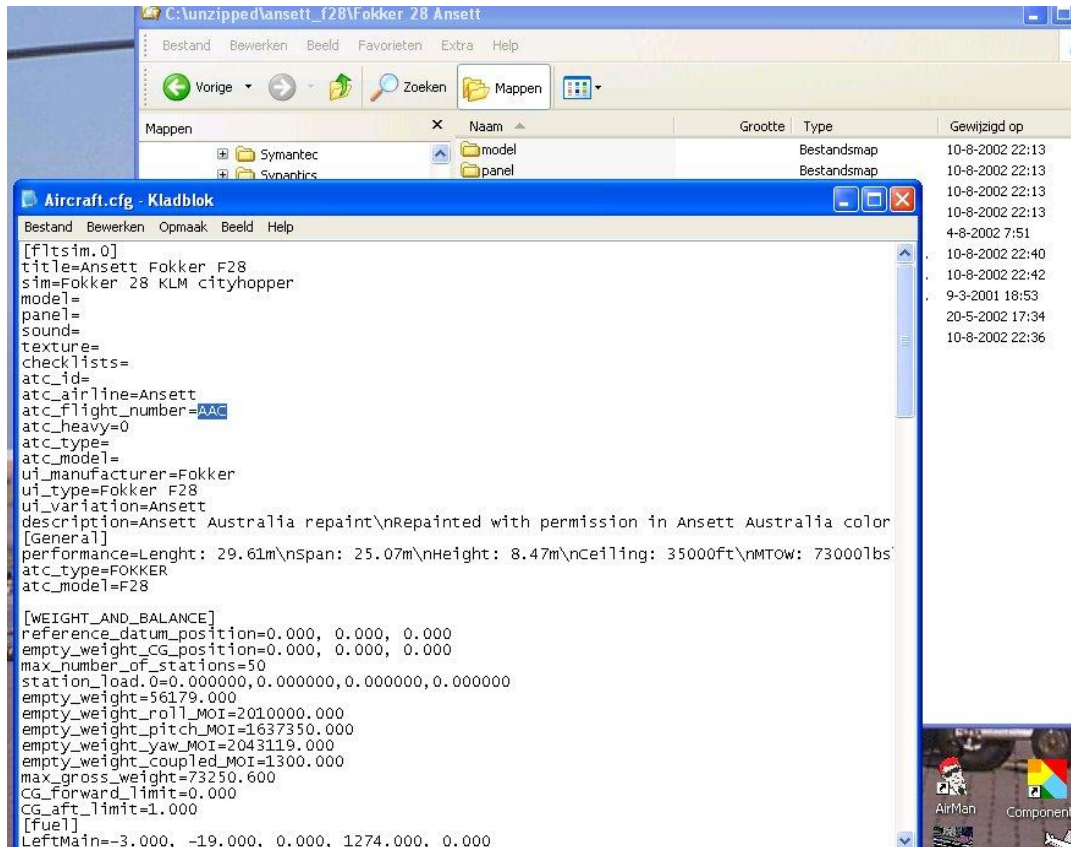 C:\unzipped\ansett_f28\Fokker 28 Ansett
Bestand Bewerken Beeld Favorieten Extra Help
Vorige Zoeken Mappen
Mappen
Naam Grootte Type Gewijzigd op
Symantec
model Bestandsmap 10-8-2002 22:13
Synaptics
panel Bestandsmap 10-8-2002 22:13
10-8-2002 22:13
10-8-2002 22:13
4-8-2002 7:51
10-8-2002 22:40
10-8-2002 22:42
9-3-2001 18:53
20-5-2002 17:34
10-8-2002 22:36
Aircraft.cfg - Kladblok
Bestand Bewerken Opmaak Beeld Help
[fltsim.0]
title=Ansett Fokker F28
sim=Fokker 28 KLM cityhopper
model=
panel=
sound=
texture=
checklists=
atc_id=
atc_airline=Ansett
atc_flight_number=AAC
atc_heavy=0
atc_type=
atc_model=
ui_manufacturer=Fokker
ui_type=Fokker F28
ui_variation=Ansett
description=Ansett Australia repaint\nRepainted with permission in Ansett Australia color
[General]
performance=Lenght: 29.61m\nSpan: 25.07m\nHeight: 8.47m\nCeiling: 35000ft\nMTOW: 73000lbs
atc_type=FOKKER
atc_model=F28
[WEIGHT_AND_BALANCE]
reference_datum_position=0.000, 0.000, 0.000
empty_weight_CG_position=0.000, 0.000, 0.000
max_number_of_stations=50
station_load.0=0.000000,0.000000,0.000000,0.000000
empty_weight=56179.000
empty_weight_roll_MOI=2010000.000
empty_weight_pitch_MOI=1637350.000
empty_weight_yaw_MOI=2043119.000
empty_weight_coupled_MOI=1300.000
max_gross_weight=73250.600
CG_forward_limit=0.000
CG_aft_limit=1.000
[fuel]
LeftMain=-3.000, -19.000, 0.000, 1274.000, 0.000
AirMan
Component